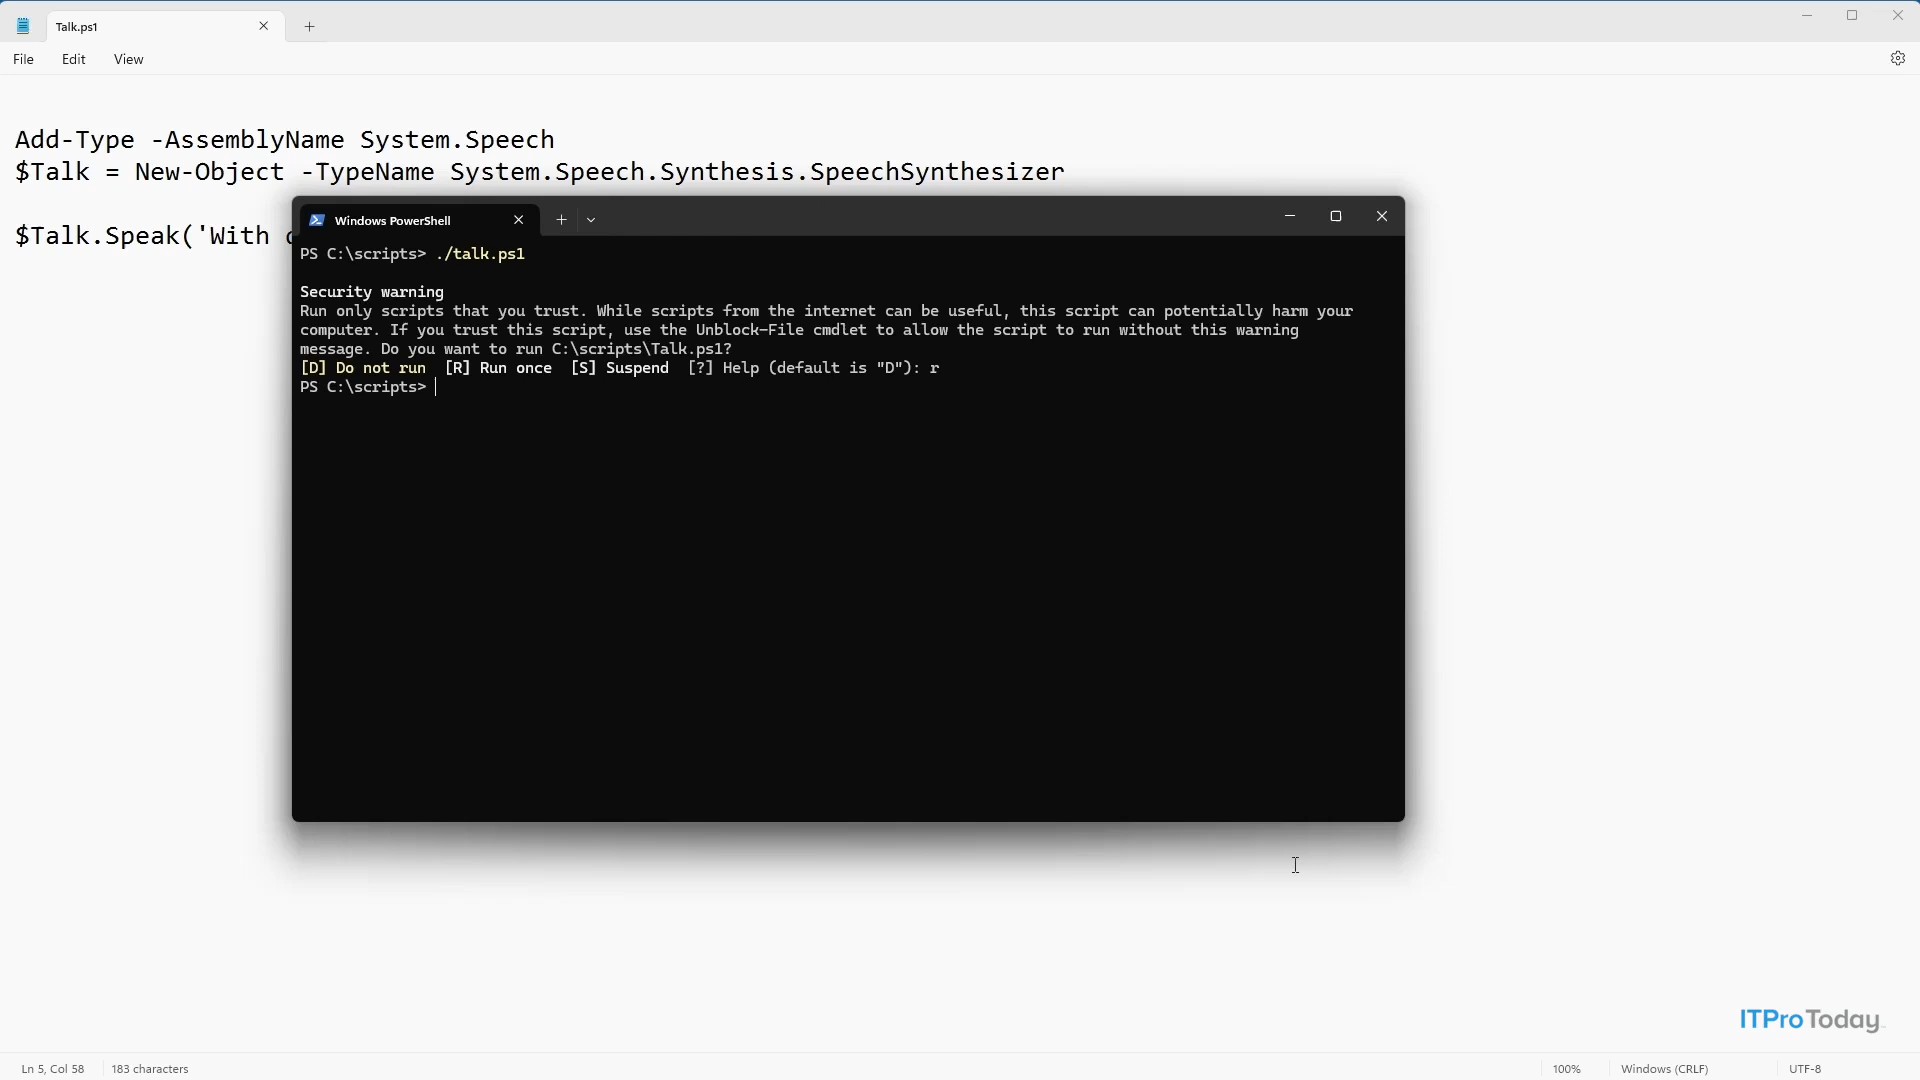 Talk.ps1
File Edit View
Add-Type -AssemblyName System.Speech
$Talk = New-Object -TypeName System.Speech.Synthesis.SpeechSynthesizer
$Talk.Speak('With
Windows PowerShell
PS C:\scripts> ./talk.ps1
Security warning
Run only scripts that you trust. While scripts from the internet can be useful, this script can potentially harm your
computer. If you trust this script, use the Unblock-File cmdlet to allow the script to run without this warning
message. Do you want to run C:\scripts\Talk.ps1?
[D] Do not run [R] Run once [S] Suspend [?] Help (default is "D"): r
PS C:\scripts>
ITProToday
Ln 5, Col 58 183 characters 100% Windows (CRLF) UTF-8